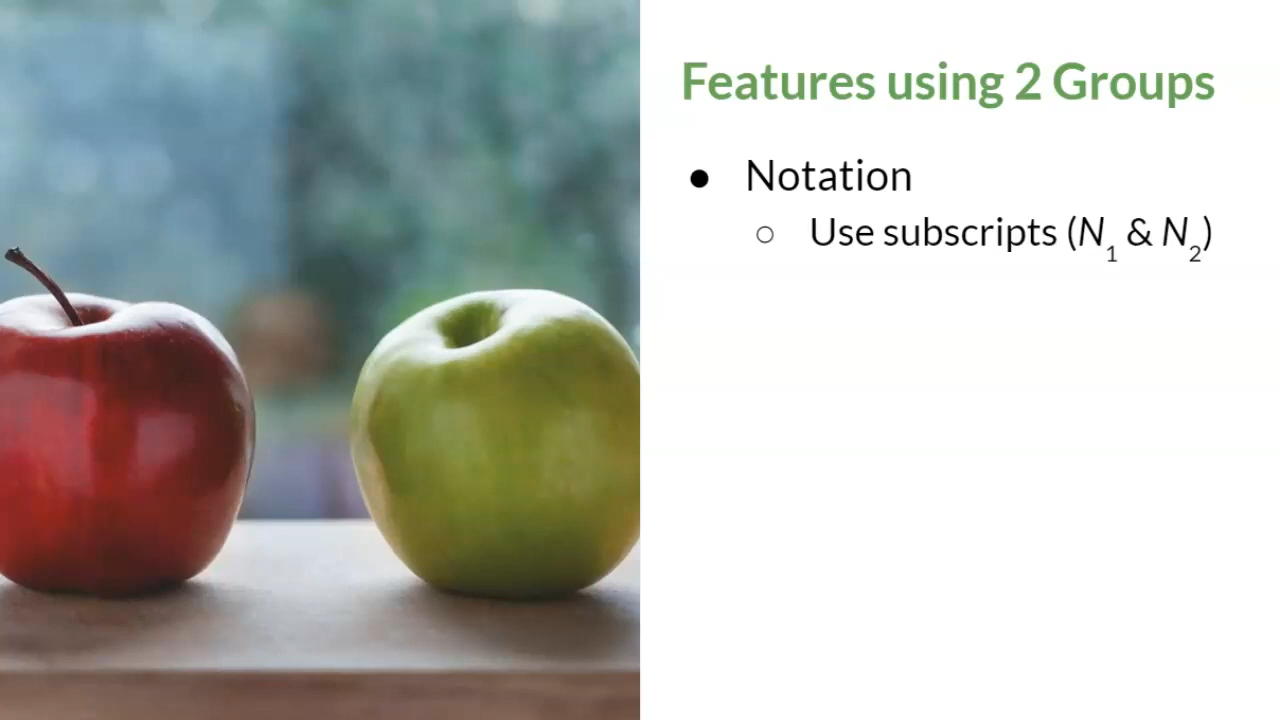 Features using 2 Groups
● Notation
○ Use subscripts (N₁ & N₂)